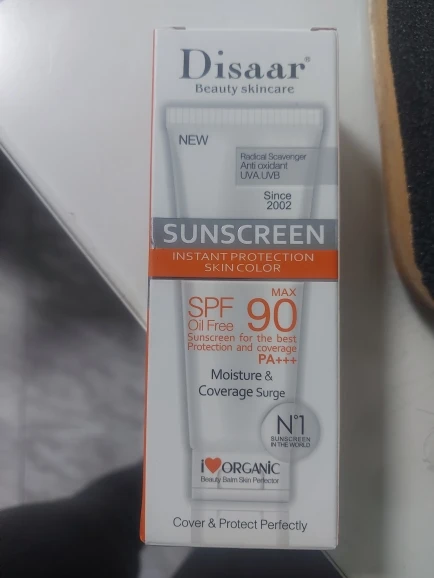 Disaar®
Beauty skincare
NEW
Radical Scavenger
Anti oxidant
UVA.UVB
Since
2002
SUNSCREEN
INSTANT PROTECTION
SKIN COLOR
SPF MAX 90
Oil Free
Sunscreen for the best
Protection and coverage
PA+++
Moisture &
Coverage Surge
N°1
SUNSCREEN
IN THE WORLD
i❤ORGANiC
Beauty Balm Skin Perfector
Cover & Protect Perfectly